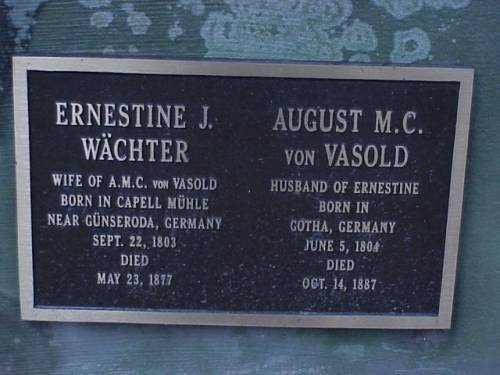 ERNESTINE J.
WÄCHTER
WIFE OF A.M.C. VON VASOLD
BORN IN CAPELL MÜHLE
NEAR GÜNSERODA, GERMANY
SEPT. 22, 1803
DIED
MAY 23, 1877
AUGUST M.C.
VON VASOLD
HUSBAND OF ERNESTINE
BORN IN
GOTHA, GERMANY
JUNE 5, 1804
DIED
OCT. 14, 1887